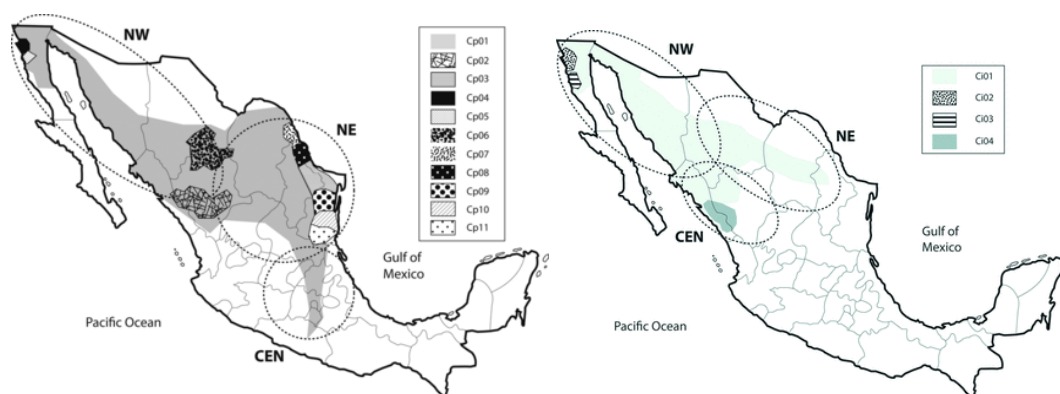 NW
NE
CEN
Gulf of
Mexico
Pacific Ocean
Cp01
Cp02
Cp03
Cp04
Cp05
Cp06
Cp07
Cp08
Cp09
Cp10
Cp11
NW
NE
CEN
Gulf of
Mexico
Pacific Ocean
Ci01
Ci02
Ci03
Ci04